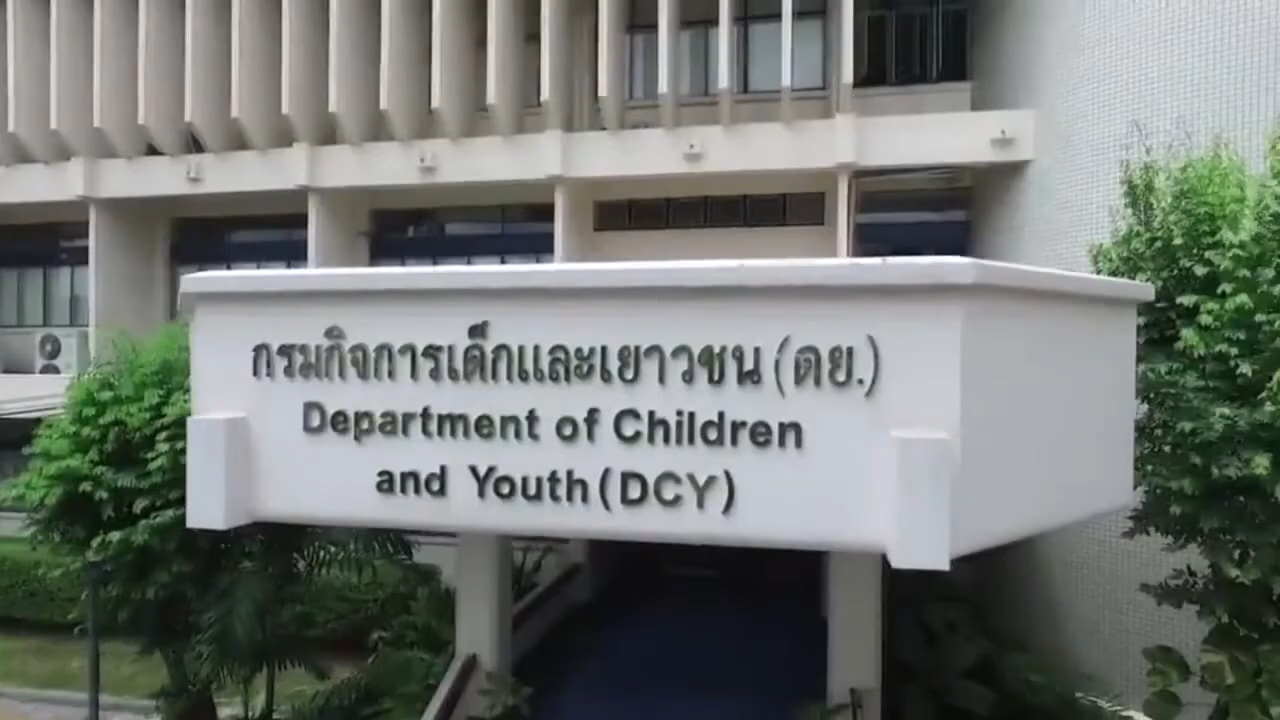 กรมกิจการเด็กและเยาวชน (ดย.)
Department of Children
and Youth (DCY)